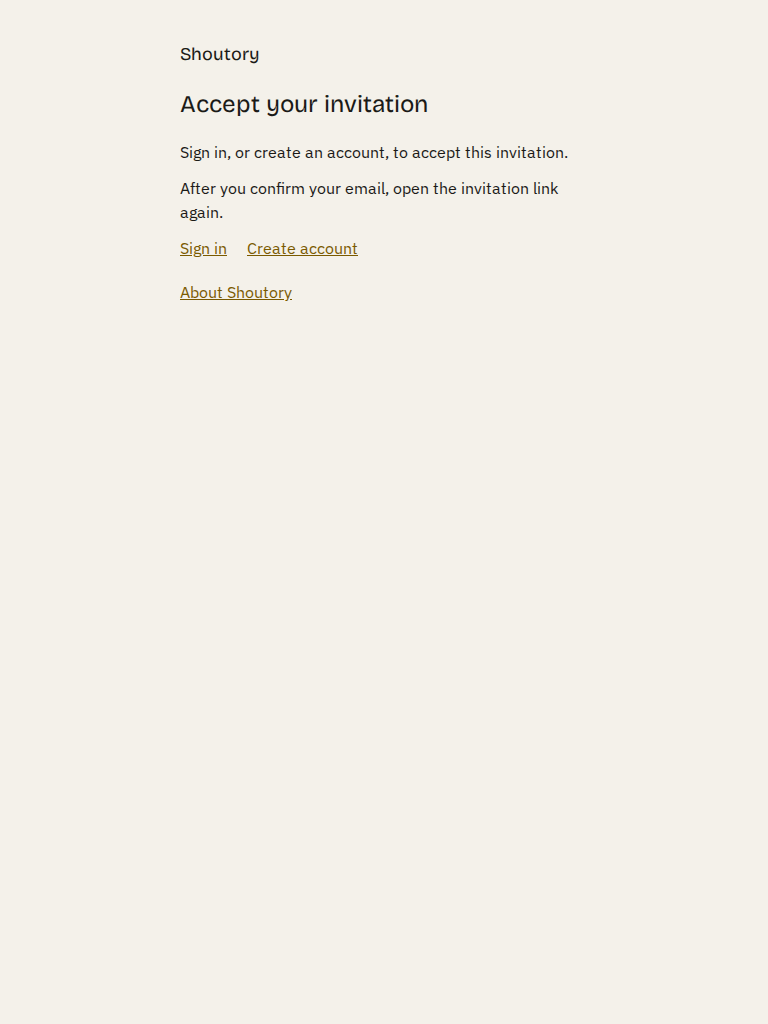 Shoutory
Accept your invitation
Sign in, or create an account, to accept this invitation.
After you confirm your email, open the invitation link
again.
Sign in Create account
About Shoutory